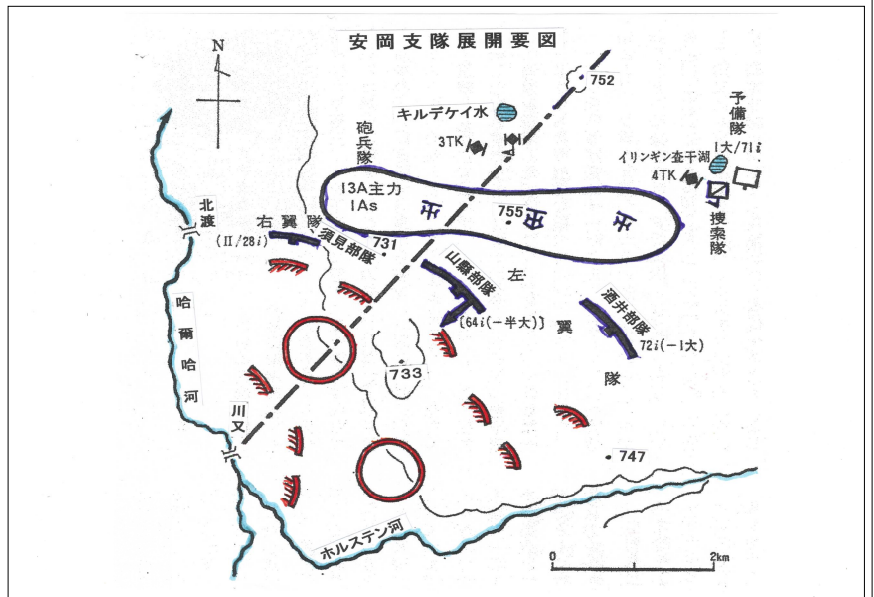 安岡支隊展開要図
N
752
キルデケイ水
予備隊
1大/71i
3TK
砲兵隊
イリンギン査干湖
4TK
捜索隊
13A主力
1As
755
北渡
右翼隊
(II/28i)
須見部隊
731
山縣部隊
左翼隊
酒井部隊
[64i(-半大)]
72i(-1大)
哈爾哈河
733
川又
747
ホルステン河
0
2km